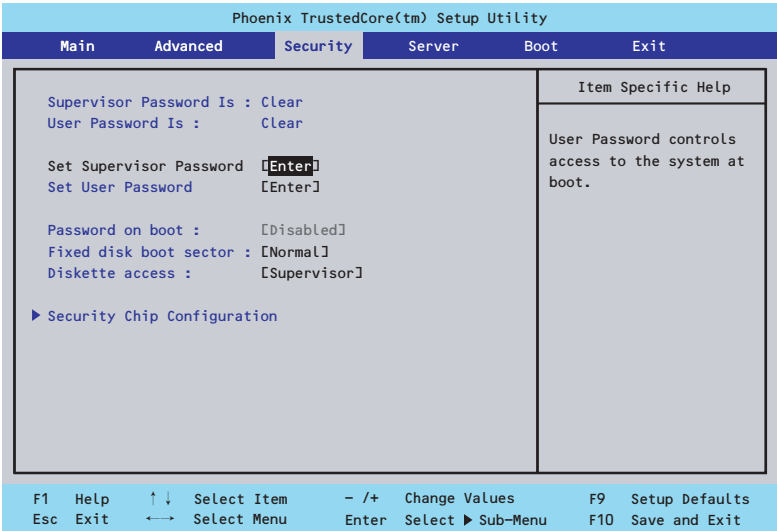 Phoenix TrustedCore(tm) Setup Utility
Main Advanced Security Server Boot Exit
Supervisor Password Is : Clear
User Password Is : Clear
Set Supervisor Password [Enter]
Set User Password [Enter]
Password on boot : [Disabled]
Fixed disk boot sector : [Normal]
Diskette access : [Supervisor]
▶ Security Chip Configuration
Item Specific Help
User Password controls
access to the system at
boot.
F1 Help ↑↓ Select Item - /+ Change Values F9 Setup Defaults
Esc Exit ←→ Select Menu Enter Select ▶ Sub-Menu F10 Save and Exit